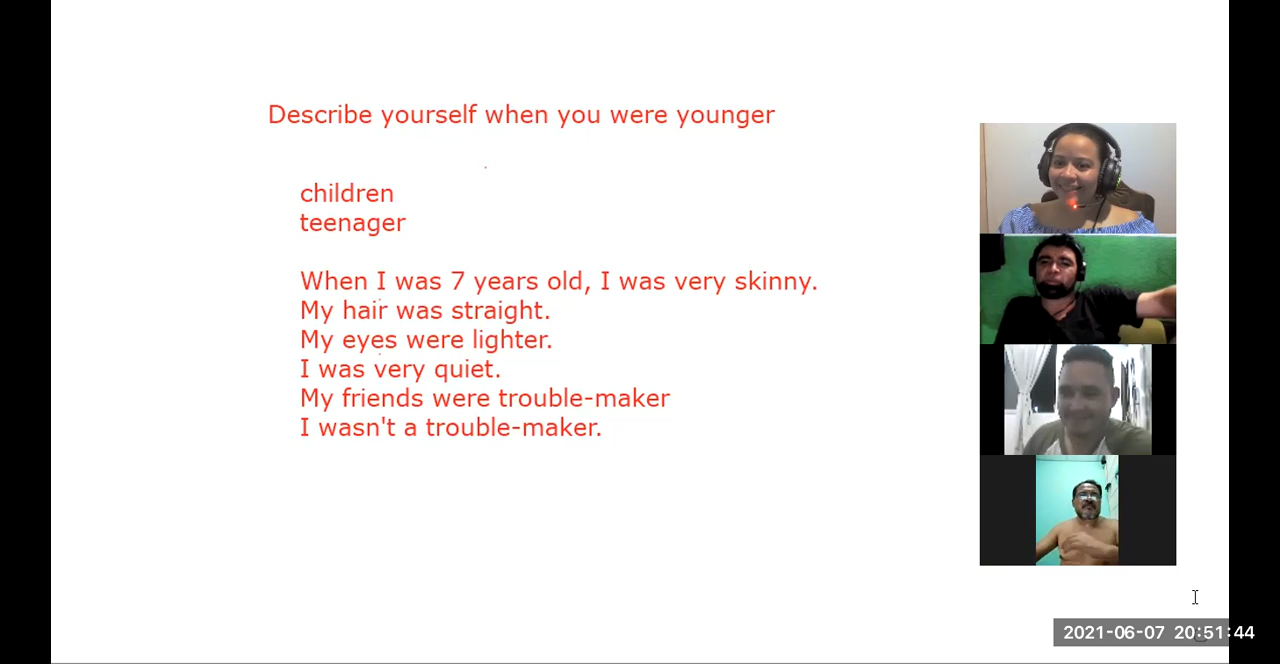 Describe yourself when you were younger
children
teenager
When I was 7 years old, I was very skinny.
My hair was straight.
My eyes were lighter.
I was very quiet.
My friends were trouble-maker
I wasn't a trouble-maker.
2021-06-07 20:51:44